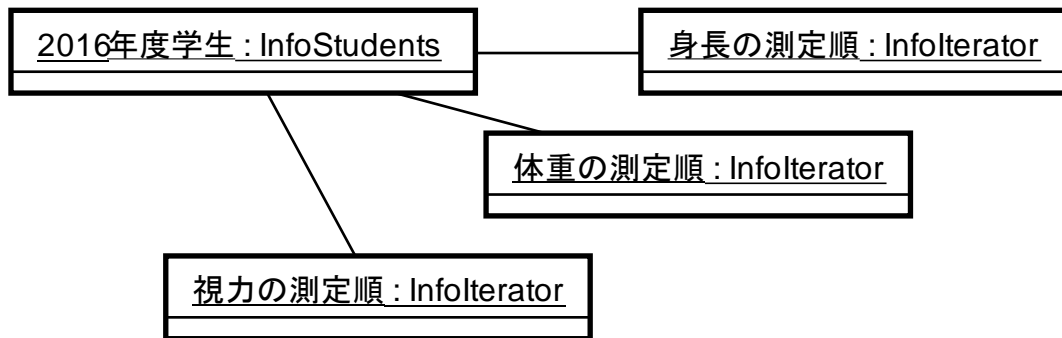 2016年度学生 : InfoStudents
身長の測定順 : InfoIterator
体重の測定順 : InfoIterator
視力の測定順 : InfoIterator